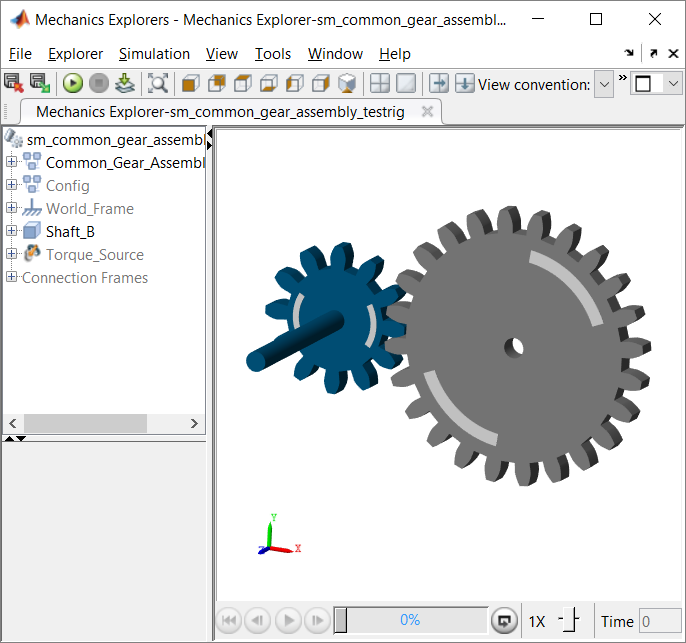 Mechanics Explorers - Mechanics Explorer-sm_common_gear_assembl...
File Explorer Simulation View Tools Window Help
View convention:
Mechanics Explorer-sm_common_gear_assembly_testrig
sm_common_gear_assembl
Common_Gear_Assembl
Config
World_Frame
Shaft_B
Torque_Source
Connection Frames
Y
Z X
0% 1X Time 0